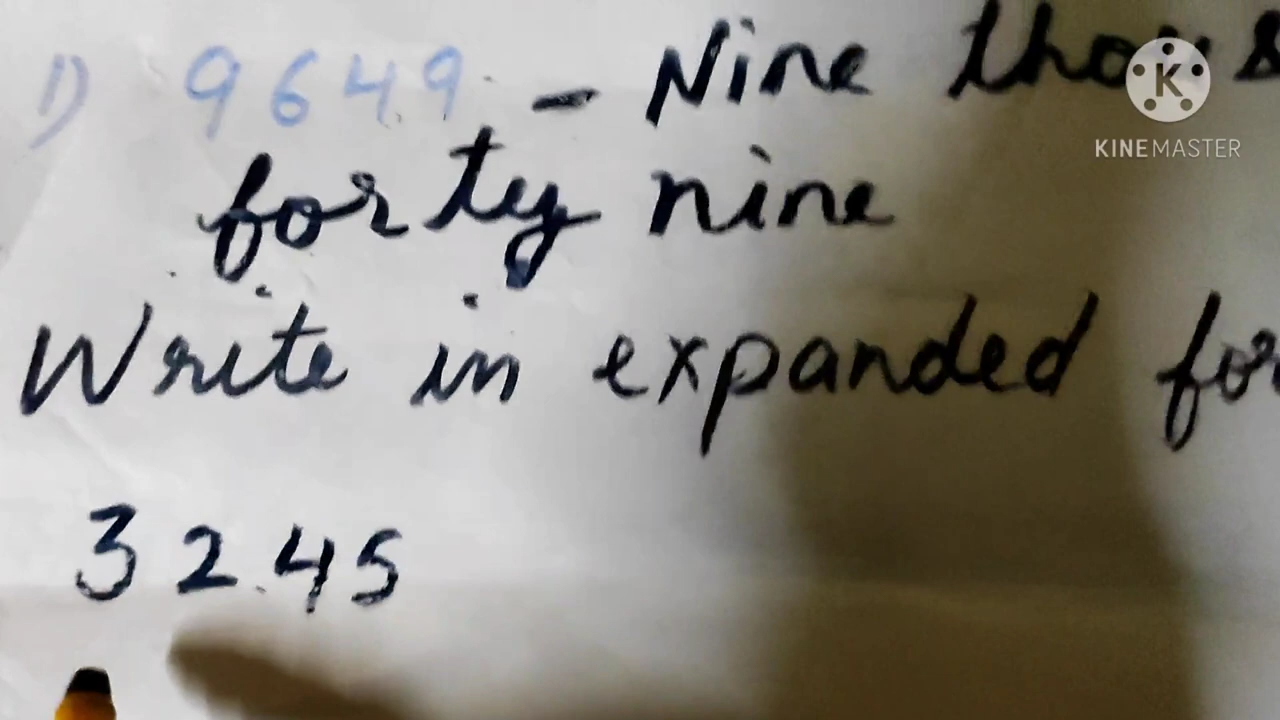 1) 9649 - Nine
forty nine
Write in expanded
3245
K
KINEMASTER